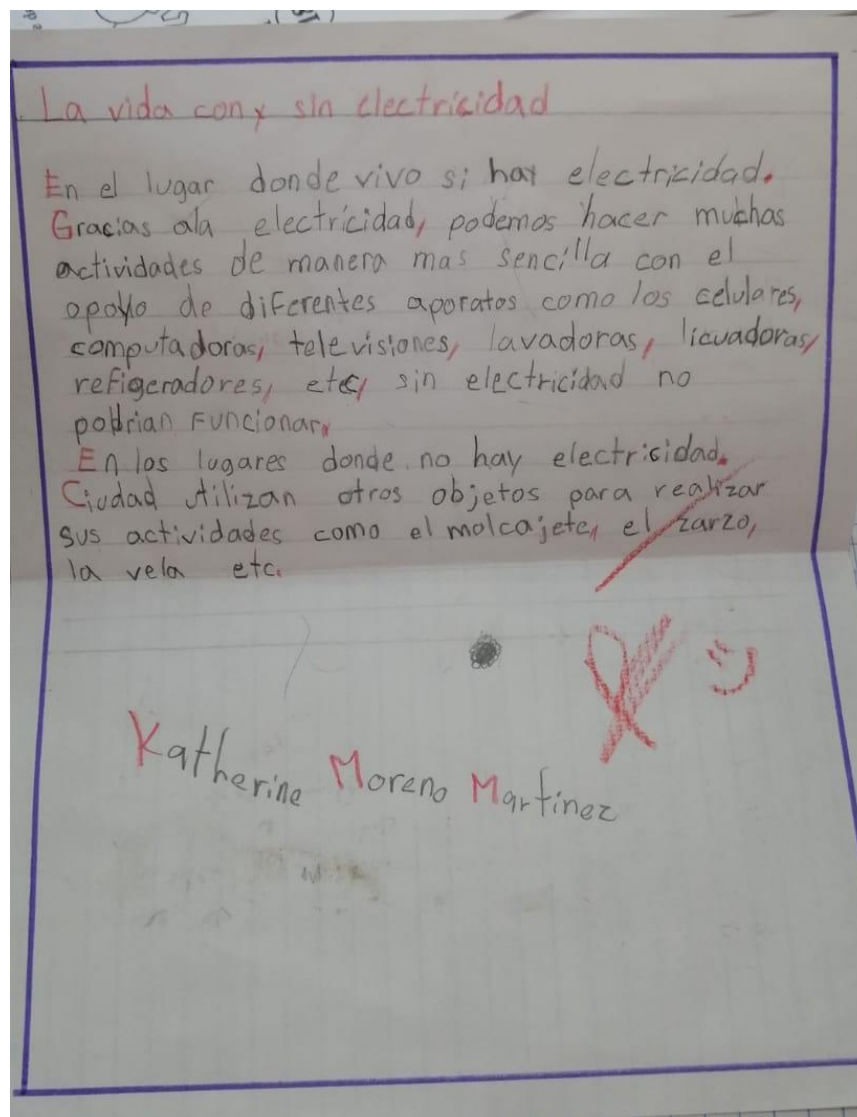 La vida con y sin electricidad
En el lugar donde vivo si hay electricidad.
Gracias ala electricidad, podemos hacer muchas
actividades de manera mas sencilla con el
apoyo de diferentes aparatos como los celulares,
computadoras, televisiones, lavadoras, licuadoras,
refigeradores, etc, sin electricidad no
podrian Funcionar.
En los lugares donde no hay electricidad.
Ciudad utilizan otros objetos para realizar
sus actividades como el molcajete, el zarzo,
la vela etc.
Katherine Moreno Martinez